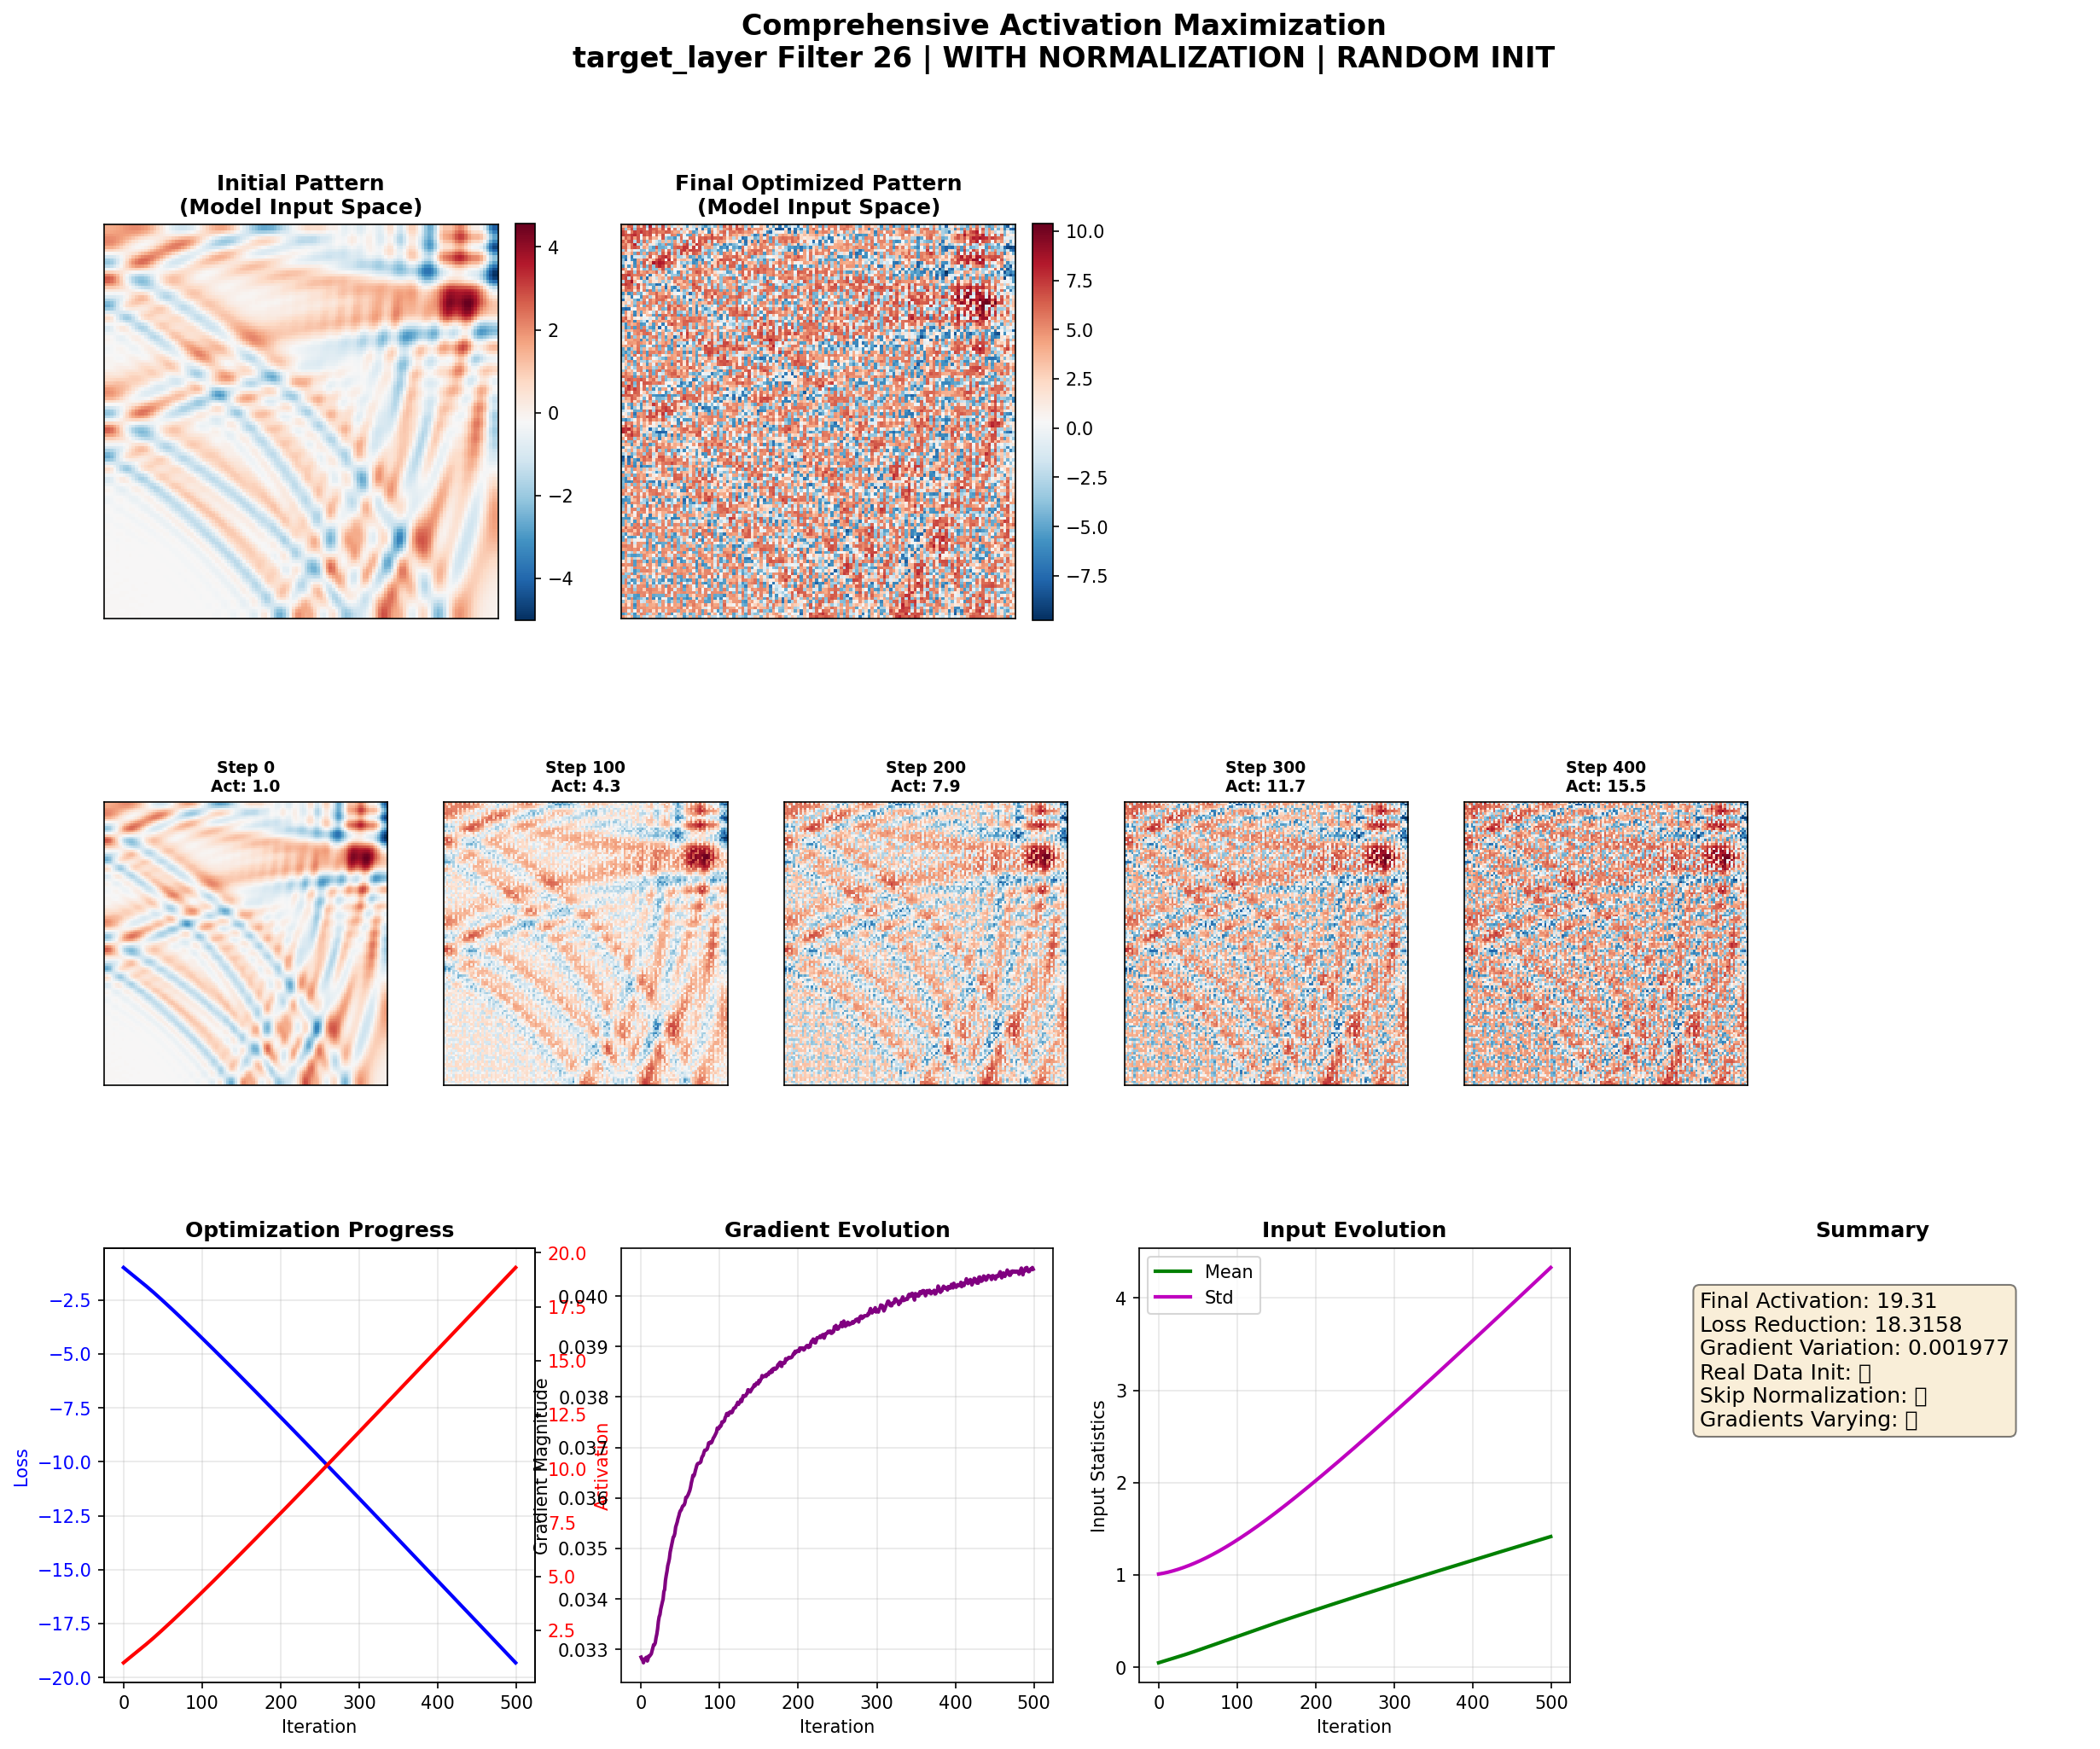 Comprehensive Activation Maximization
target_layer Filter 26 | WITH NORMALIZATION | RANDOM INIT
Initial Pattern
(Model Input Space)
4
2
0
−2
−4
Final Optimized Pattern
(Model Input Space)
10.0
7.5
5.0
2.5
0.0
−2.5
−5.0
−7.5
Step 0
Act: 1.0
Step 100
Act: 4.3
Step 200
Act: 7.9
Step 300
Act: 11.7
Step 400
Act: 15.5
Optimization Progress
Loss
−2.5
−5.0
−7.5
−10.0
−12.5
−15.0
−17.5
−20.0
0 100 200 300 400 500
Iteration
20.0
17.5
15.0
12.5
10.0
7.5
5.0
2.5
Activation
Gradient Evolution
Gradient Magnitude
0.040
0.039
0.038
0.037
0.036
0.035
0.034
0.033
0 100 200 300 400 500
Iteration
Input Evolution
Mean
Std
Input Statistics
4
3
2
1
0
0 100 200 300 400 500
Iteration
Summary
Final Activation: 19.31
Loss Reduction: 18.3158
Gradient Variation: 0.001977
Real Data Init:
Skip Normalization:
Gradients Varying: